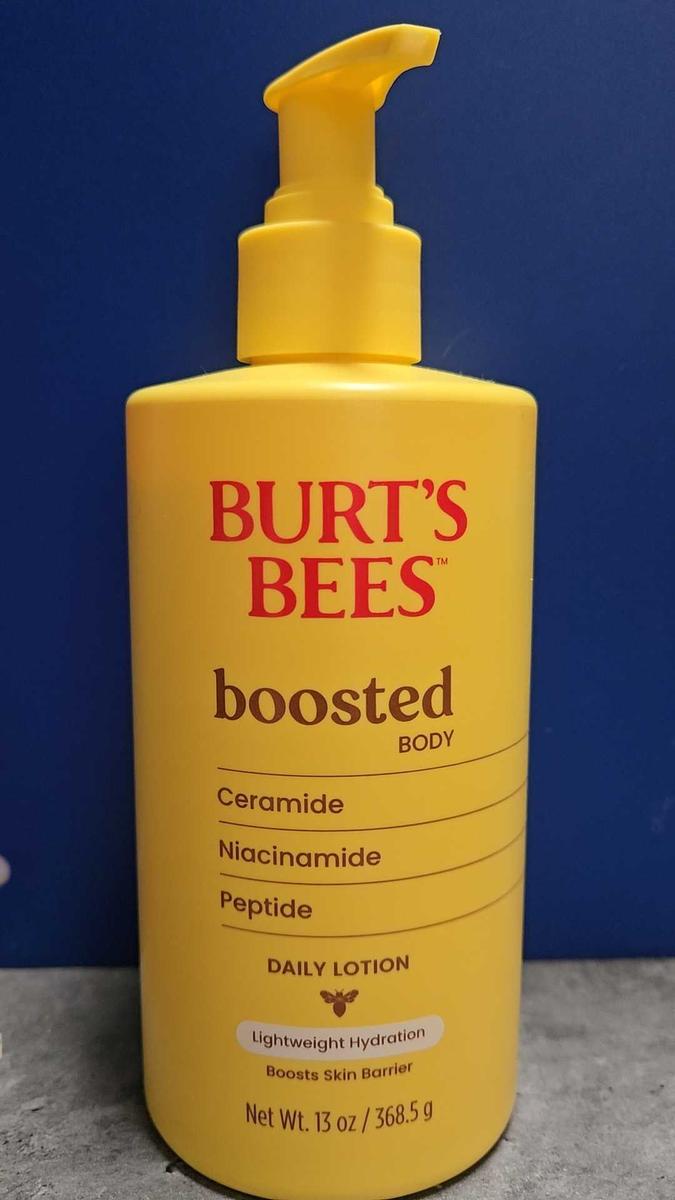 BURT'S
BEES™
boosted
BODY
Ceramide
Niacinamide
Peptide
DAILY LOTION
Lightweight Hydration
Boosts Skin Barrier
Net Wt. 13 oz / 368.5 g